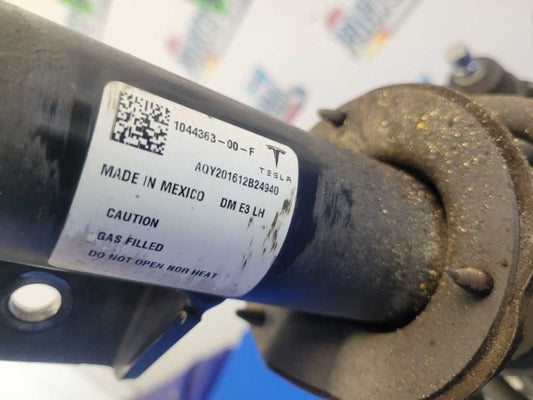 1044363-00-F
TESLA
AQY201612B24940
MADE IN MEXICO DM E3 LH
CAUTION
GAS FILLED
DO NOT OPEN NOR HEAT